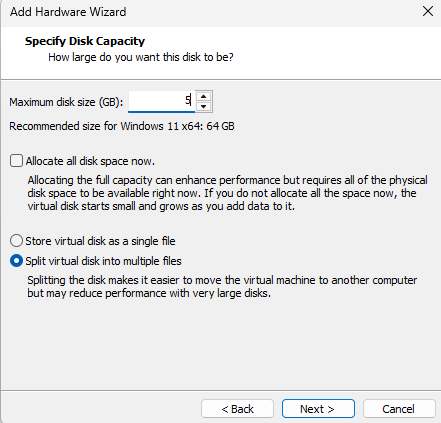 Add Hardware Wizard
Specify Disk Capacity
How large do you want this disk to be?
Maximum disk size (GB): 5
Recommended size for Windows 11 x64: 64 GB
Allocate all disk space now.
Allocating the full capacity can enhance performance but requires all of the physical
disk space to be available right now. If you do not allocate all the space now, the
virtual disk starts small and grows as you add data to it.
Store virtual disk as a single file
Split virtual disk into multiple files
Splitting the disk makes it easier to move the virtual machine to another computer
but may reduce performance with very large disks.
< Back Next > Cancel